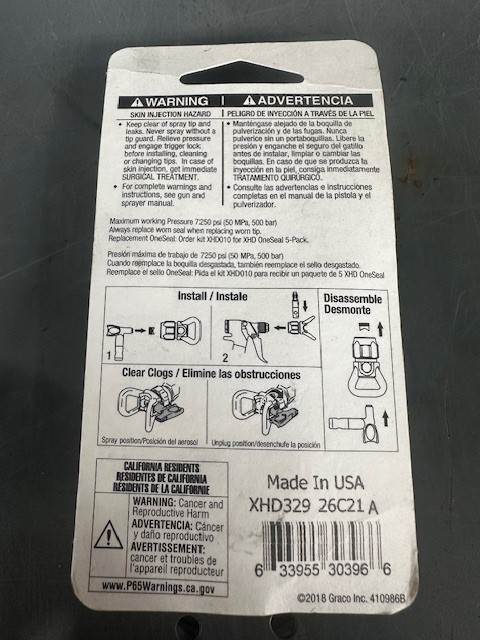 WARNING
ADVERTENCIA
SKIN INJECTION HAZARD
PELIGRO DE INYECCIÓN A TRAVÉS DE LA PIEL
• Keep clear of spray tip and
leaks. Never spray without a
tip guard. Relieve pressure
and engage trigger lock
before installing, cleaning
or changing tips. In case of
skin injection, get immediate
SURGICAL TREATMENT.
• For complete warnings and
instructions, see gun and
sprayer manual.
• Manténgase alejado de la boquilla de
pulverización y de las fugas. Nunca
pulverice sin un portaboquillas. Libere la
presión y enganche el seguro del gatillo
antes de instalar, limpiar o cambiar las
boquillas. En caso de que se produzca la
inyección en la piel, consiga inmediatamente
TRATAMIENTO QUIRÚRGICO.
• Consulte las advertencias e instrucciones
completas en el manual de la pistola y el
pulverizador.
Maximum working Pressure 7250 psi (50 MPa, 500 bar)
Always replace worn seal when replacing worn tip.
Replacement OneSeal: Order kit XHD010 for XHD OneSeal 5-Pack.
Presión máxima de trabajo de 7250 psi (50 MPa, 500 bar)
Cuando reemplace la boquilla desgastada, también reemplace el sello desgastado.
Reemplace el sello OneSeal: Pida el kit XHD010 para recibir un paquete de 5 XHD OneSeal
Install / Instale
1
2
Disassemble
Desmonte
Clear Clogs / Elimine las obstrucciones
Spray position/Posición del aerosol
Unplug position/desenchufe la posición
CALIFORNIA RESIDENTS
RESIDENTES DE CALIFORNIA
RESIDENTS DE LA CALIFORNIE
WARNING: Cancer and
Reproductive Harm
ADVERTENCIA: Cáncer
y daño reproductivo
AVERTISSEMENT:
cancer et troubles de
l'appareil reproducteur
www.P65Warnings.ca.gov
Made In USA
XHD329 26C21 A
6 33955 30396 6
©2018 Graco Inc. 410986B